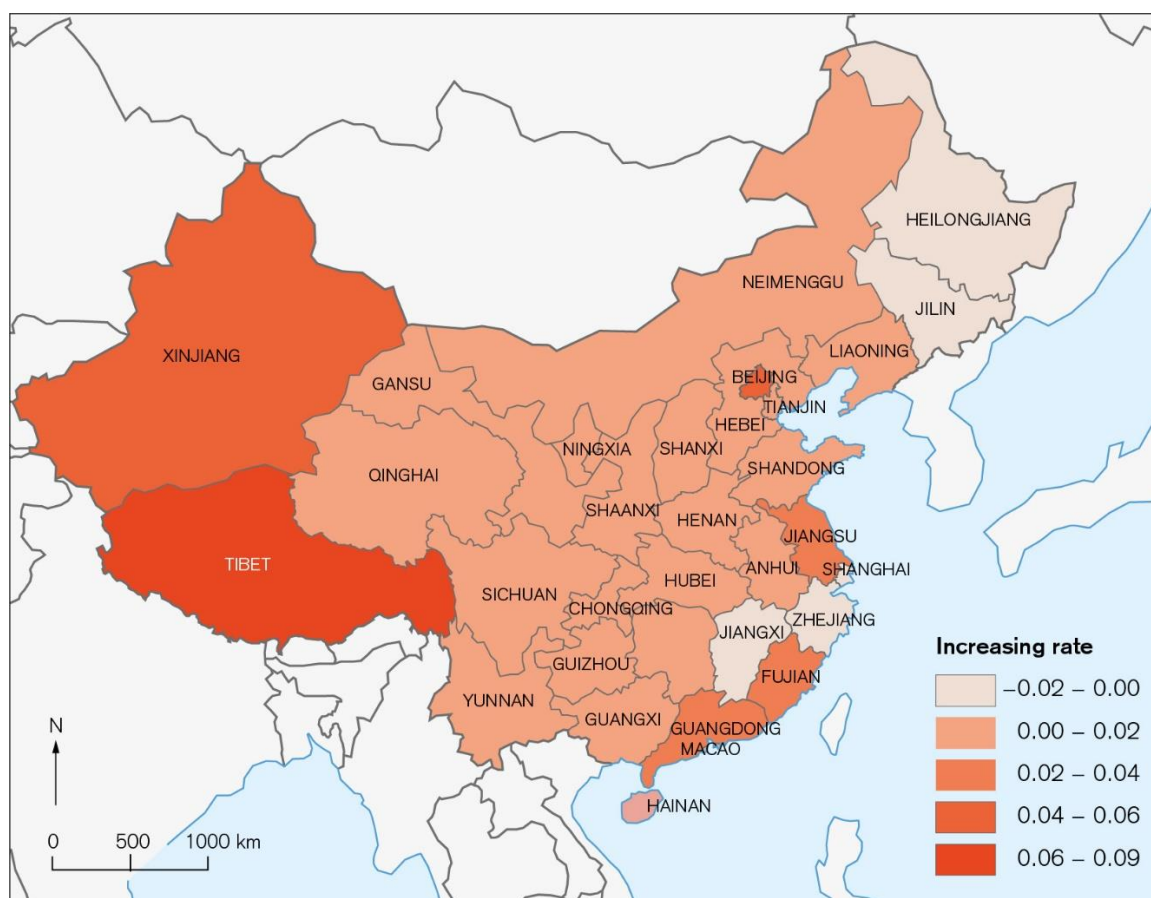 HEILONGJIANG
NEIMENGGU
JILIN
XINJIANG
LIAONING
GANSU
BEIJING
TIANJIN
HEBEI
NINGXIA
SHANXI
SHANDONG
QINGHAI
SHAANXI
HENAN
JIANGSU
TIBET
ANHUI
SHANGHAI
HUBEI
SICHUAN
CHONGQING
ZHEJIANG
JIANGXI
GUIZHOU
FUJIAN
YUNNAN
GUANGXI
GUANGDONG
MACAO
HAINAN
N
0 500 1000 km
Increasing rate
−0.02 – 0.00
0.00 – 0.02
0.02 – 0.04
0.04 – 0.06
0.06 – 0.09